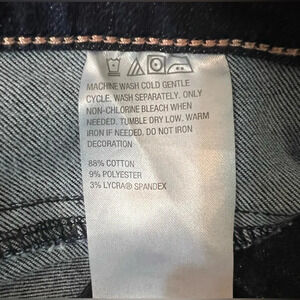 MACHINE WASH COLD GENTLE
CYCLE. WASH SEPARATELY. ONLY
NON-CHLORINE BLEACH WHEN
NEEDED. TUMBLE DRY LOW. WARM
IRON IF NEEDED. DO NOT IRON
DECORATION
88% COTTON
9% POLYESTER
3% LYCRA® SPANDEX